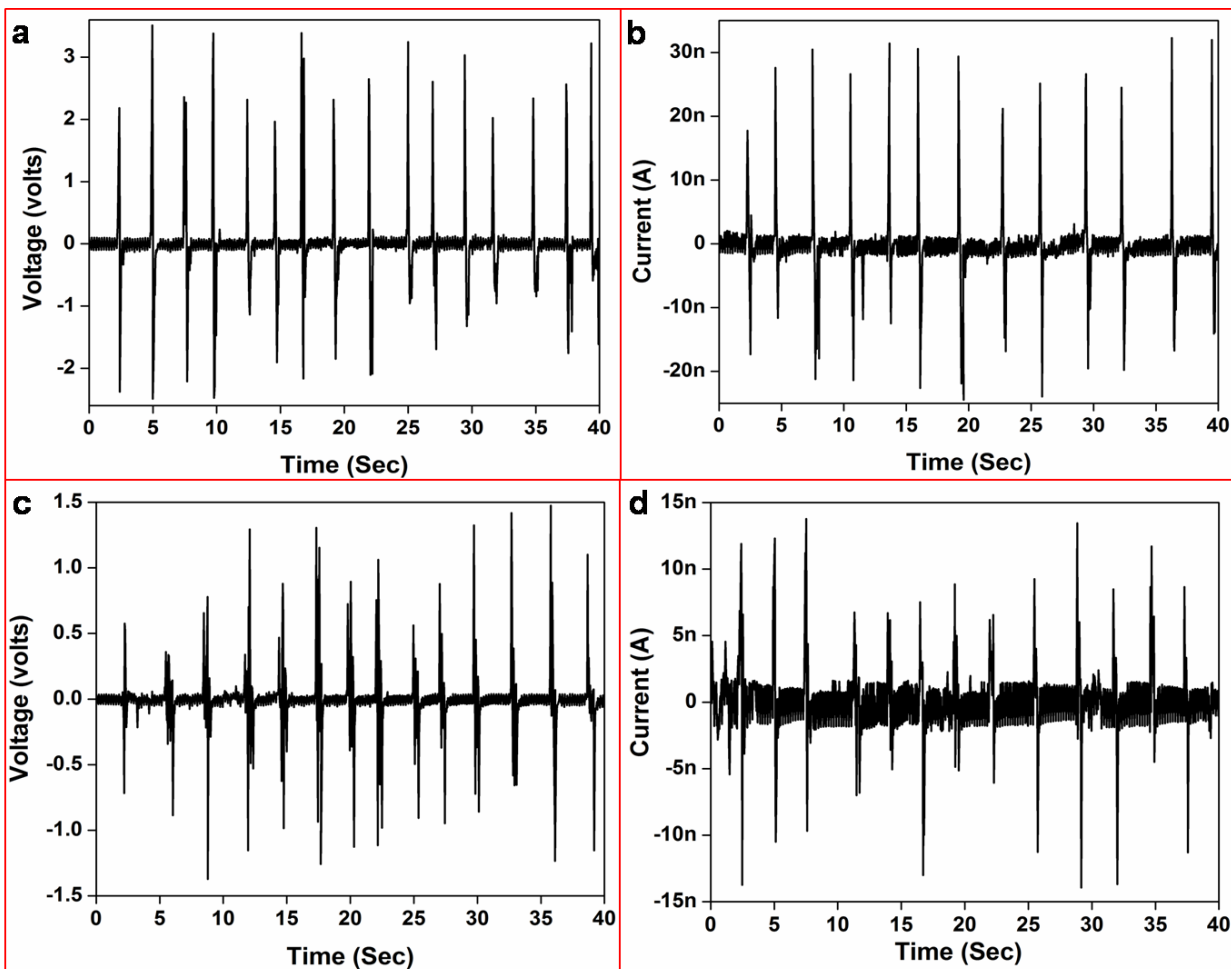 a
3
2
1
0
-1
-2
Voltage (volts)
0 5 10 15 20 25 30 35 40
Time (Sec)
b
30n
20n
10n
0
-10n
-20n
Current (A)
0 5 10 15 20 25 30 35 40
Time (Sec)
c
1.5
1.0
0.5
0.0
-0.5
-1.0
-1.5
Voltage (volts)
0 5 10 15 20 25 30 35 40
Time (Sec)
d
15n
10n
5n
0
-5n
-10n
-15n
Current (A)
0 5 10 15 20 25 30 35 40
Time (Sec)